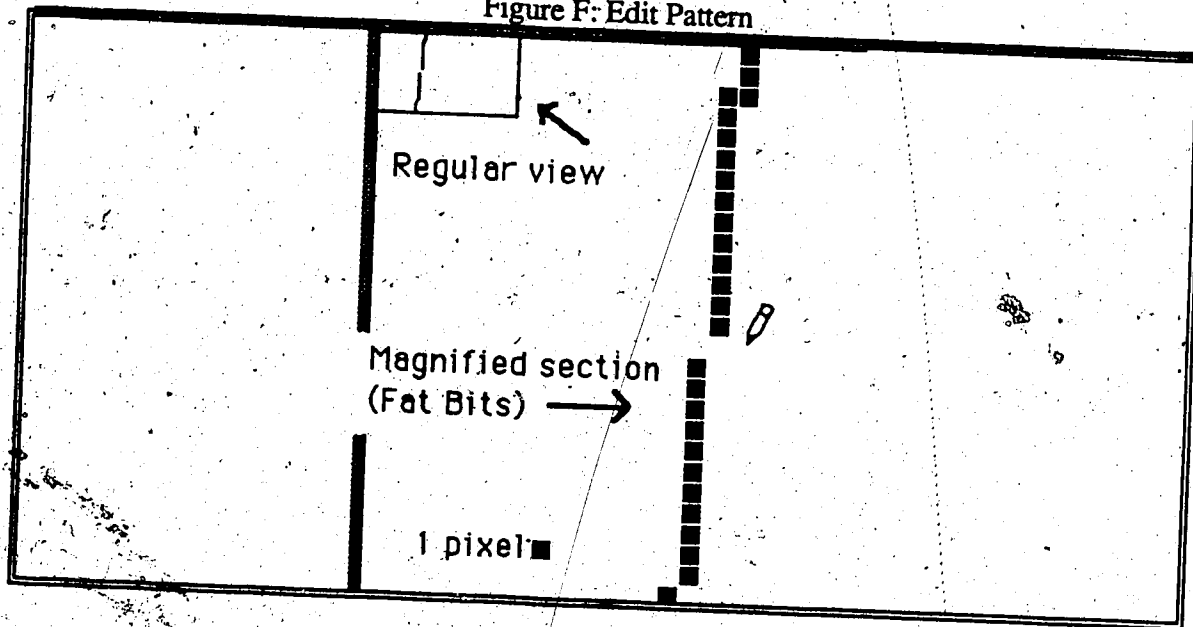 Figure F: Edit Pattern
Regular view
Magnified section
(Fat Bits)
1 pixel